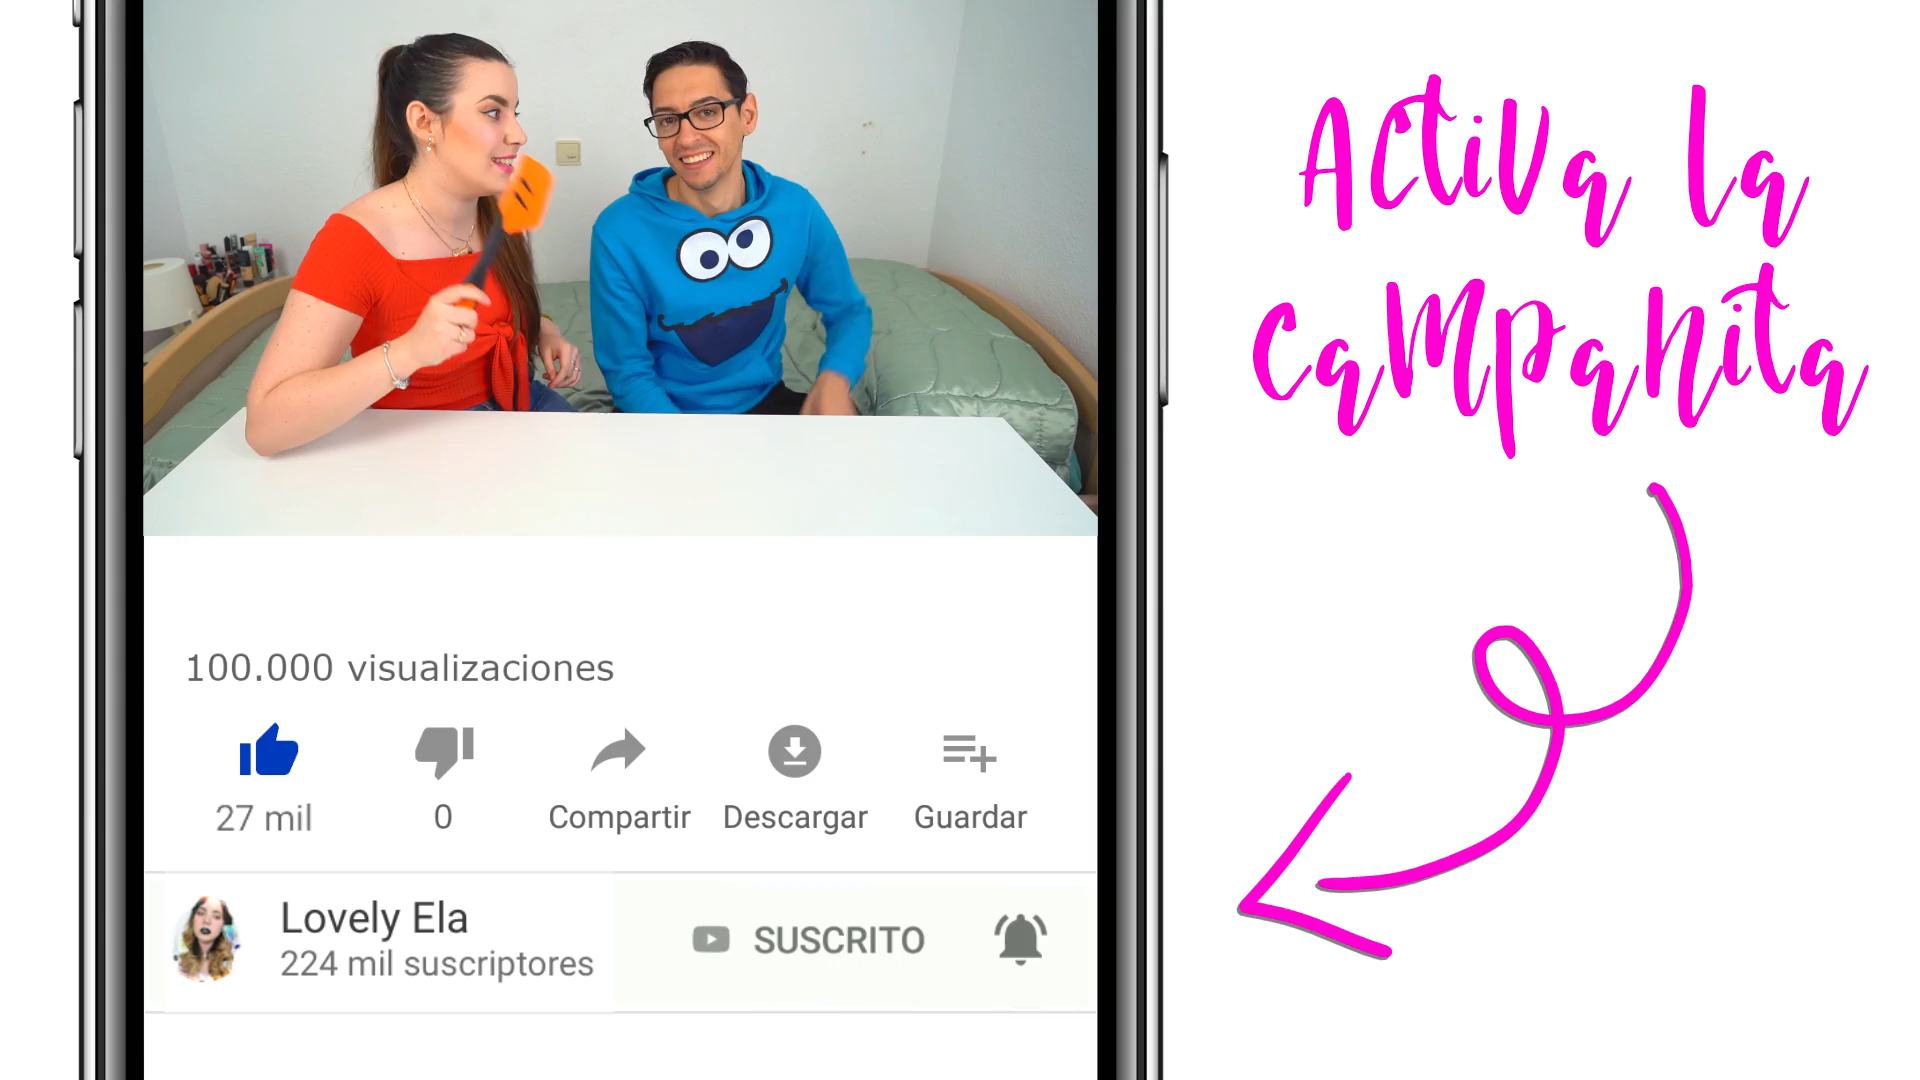 Activa la
campanita
100.000 visualizaciones
27 mil
0
Compartir
Descargar
Guardar
Lovely Ela
224 mil suscriptores
SUSCRITO